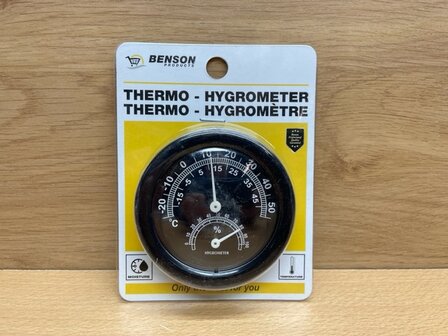 BENSON
PRODUCTS
THERMO - HYGROMETER
THERMO - HYGROMÈTRE
-20 -10 0 10 20 30 40 50
-15 -5 5 15 25 35 45
°C
%
HYGROMETER
MOISTURE
TEMPERATURE
Only you